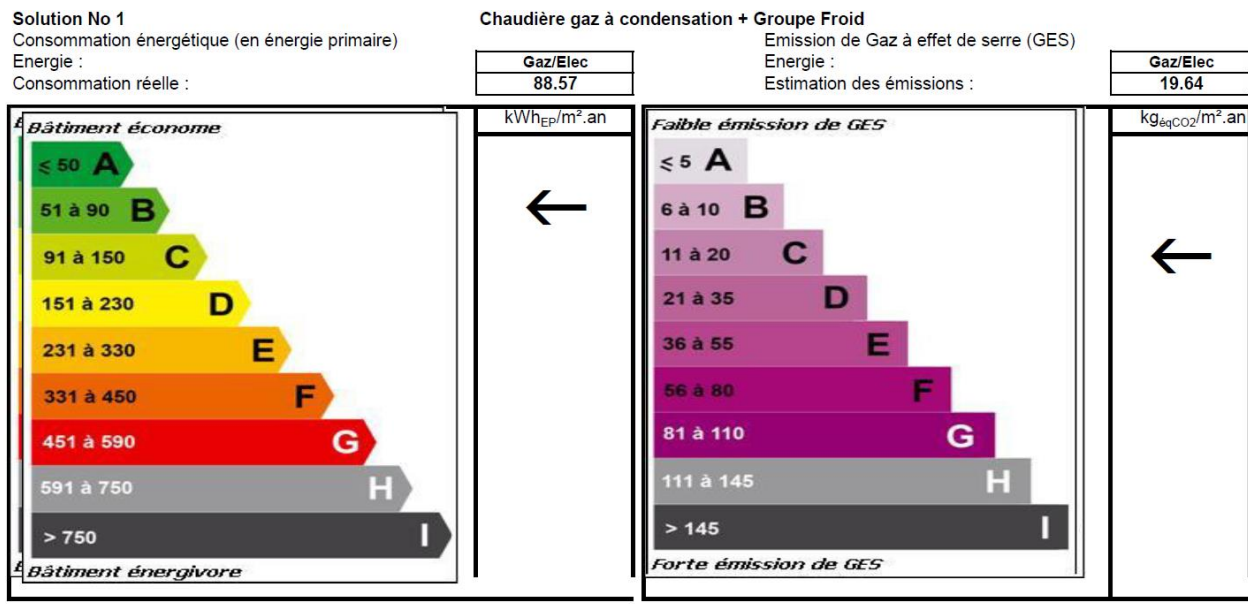 Solution No 1
Chaudière gaz à condensation + Groupe Froid
Consommation énergétique (en énergie primaire)
Energie :
Gaz/Elec
Consommation réelle :
88.57
Emission de Gaz à effet de serre (GES)
Energie :
Gaz/Elec
Estimation des émissions :
19.64
Bâtiment économe
kWhEP/m².an
≤ 50 A
51 à 90 B
←
91 à 150 C
151 à 230 D
231 à 330 E
331 à 450 F
451 à 590 G
591 à 750 H
> 750 I
Bâtiment énergivore
Faible émission de GES
kgéqCO2/m².an
≤ 5 A
6 à 10 B
11 à 20 C
←
21 à 35 D
36 à 55 E
56 à 80 F
81 à 110 G
111 à 145 H
> 145 I
Forte émission de GES